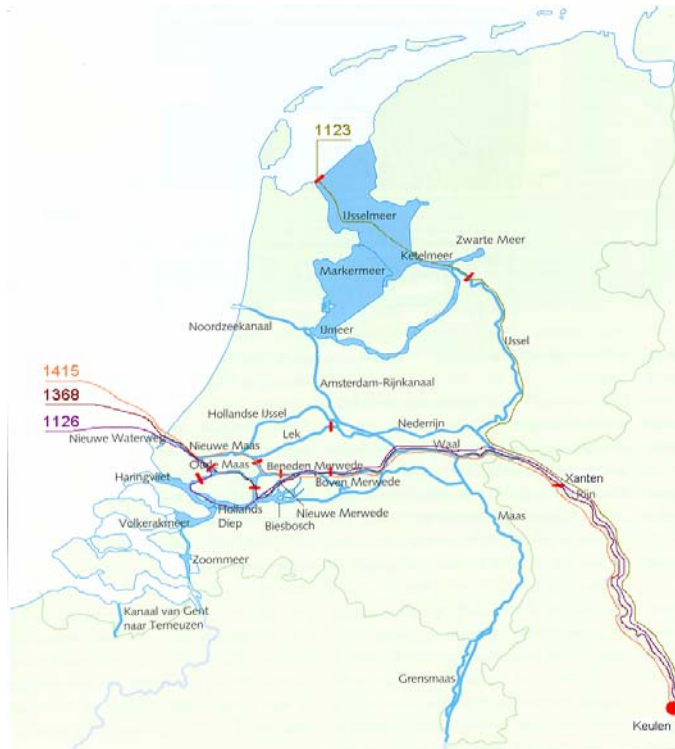 1123
IJsselmeer
Zwarte Meer
Ketelmeer
Markermeer
Noordzeekanaal
IJmeer
IJssel
1415
Amsterdam-Rijnkanaal
1368
Hollandse IJssel
1126
Nederrijn
Lek
Nieuwe Waterweg
Nieuwe Maas
Waal
Oude Maas
Beneden Merwede
Xanten
Haringvliet
Boven Merwede
Rijn
Nieuwe Merwede
Hollands
Diep
Maas
Volkerakmeer
Biesbosch
Zoommeer
Kanaal van Gent
naar Terneuzen
Grensmaas
Keulen